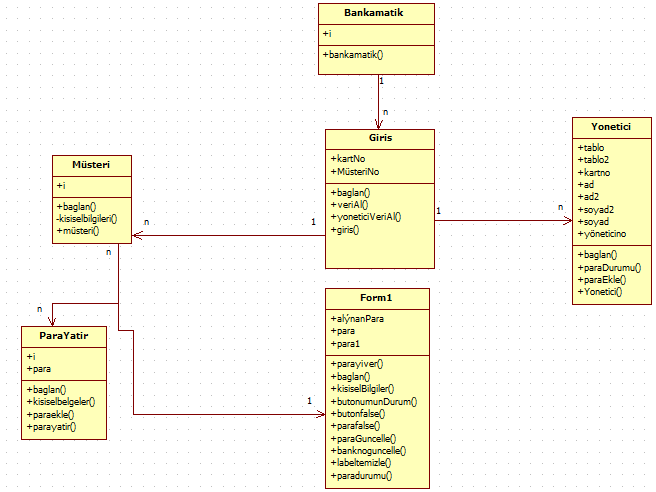 Bankamatik
+i
+bankamatik()
1
n
Giris
+kartNo
+MüsteriNo
+baglan()
+veriAl()
+yoneticiVeriAl()
+giris()
1
n
Yonetici
+tablo
+tablo2
+kartno
+ad
+ad2
+soyad2
+soyad
+yöneticino
+baglan()
+paraDurumu()
+paraEkle()
+Yonetici()
1
n
Müsteri
+i
+baglan()
-kisiselbilgileri()
+müsteri()
n
n
ParaYatir
+i
+para
+baglan()
+kisiselbelgeler()
+paraekle()
+parayatir()
1
Form1
+alýnanPara
+para
+para1
+parayiver()
+baglan()
+kisiselBilgiler()
+butonumunDurum()
+butonfalse()
+parafalse()
+paraGuncelle()
+banknoguncelle()
+labeltemizle()
+paradurumu()